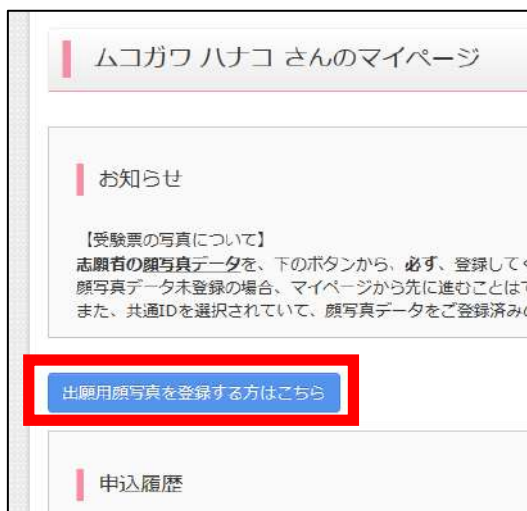 ムコガワ ハナコ さんのマイページ
お知らせ
【受験票の写真について】
志願者の顔写真データを、下のボタンから、必ず、登録して
顔写真データ未登録の場合、マイページから先に進むことは
また、共通IDを選択されていて、顔写真データをご登録済み
出願用顔写真を登録する方はこちら
申込履歴